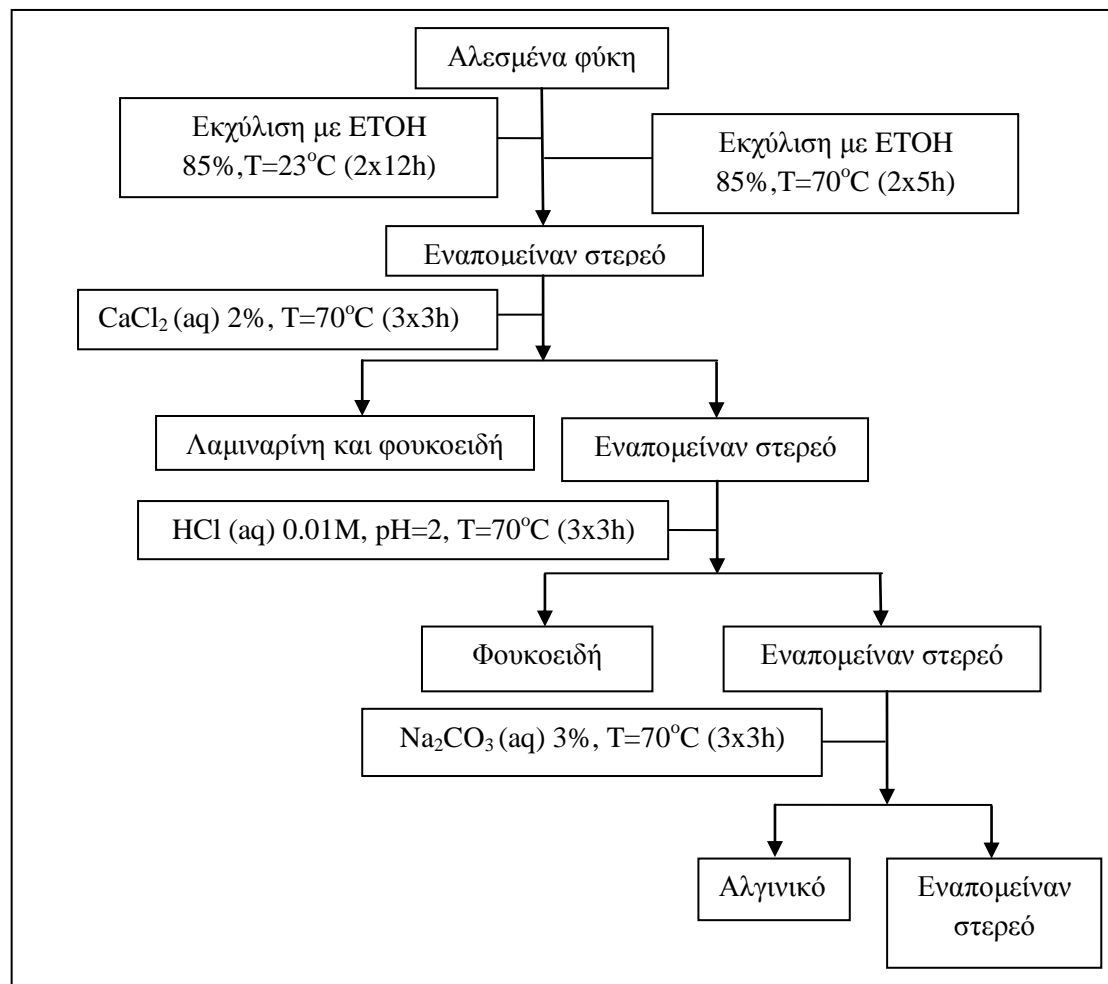 Αλεσμένα φύκη
Εκχύλιση με ETOH
85%,T=23°C (2x12h)
Εκχύλιση με ETOH
85%,T=70°C (2x5h)
Εναπομείναν στερεό
CaCl₂ (aq) 2%, T=70°C (3x3h)
Λαμιναρίνη και φουκοειδή
Εναπομείναν στερεό
HCl (aq) 0.01M, pH=2, T=70°C (3x3h)
Φουκοειδή
Εναπομείναν στερεό
Na₂CO₃ (aq) 3%, T=70°C (3x3h)
Αλγινικό
Εναπομείναν
στερεό